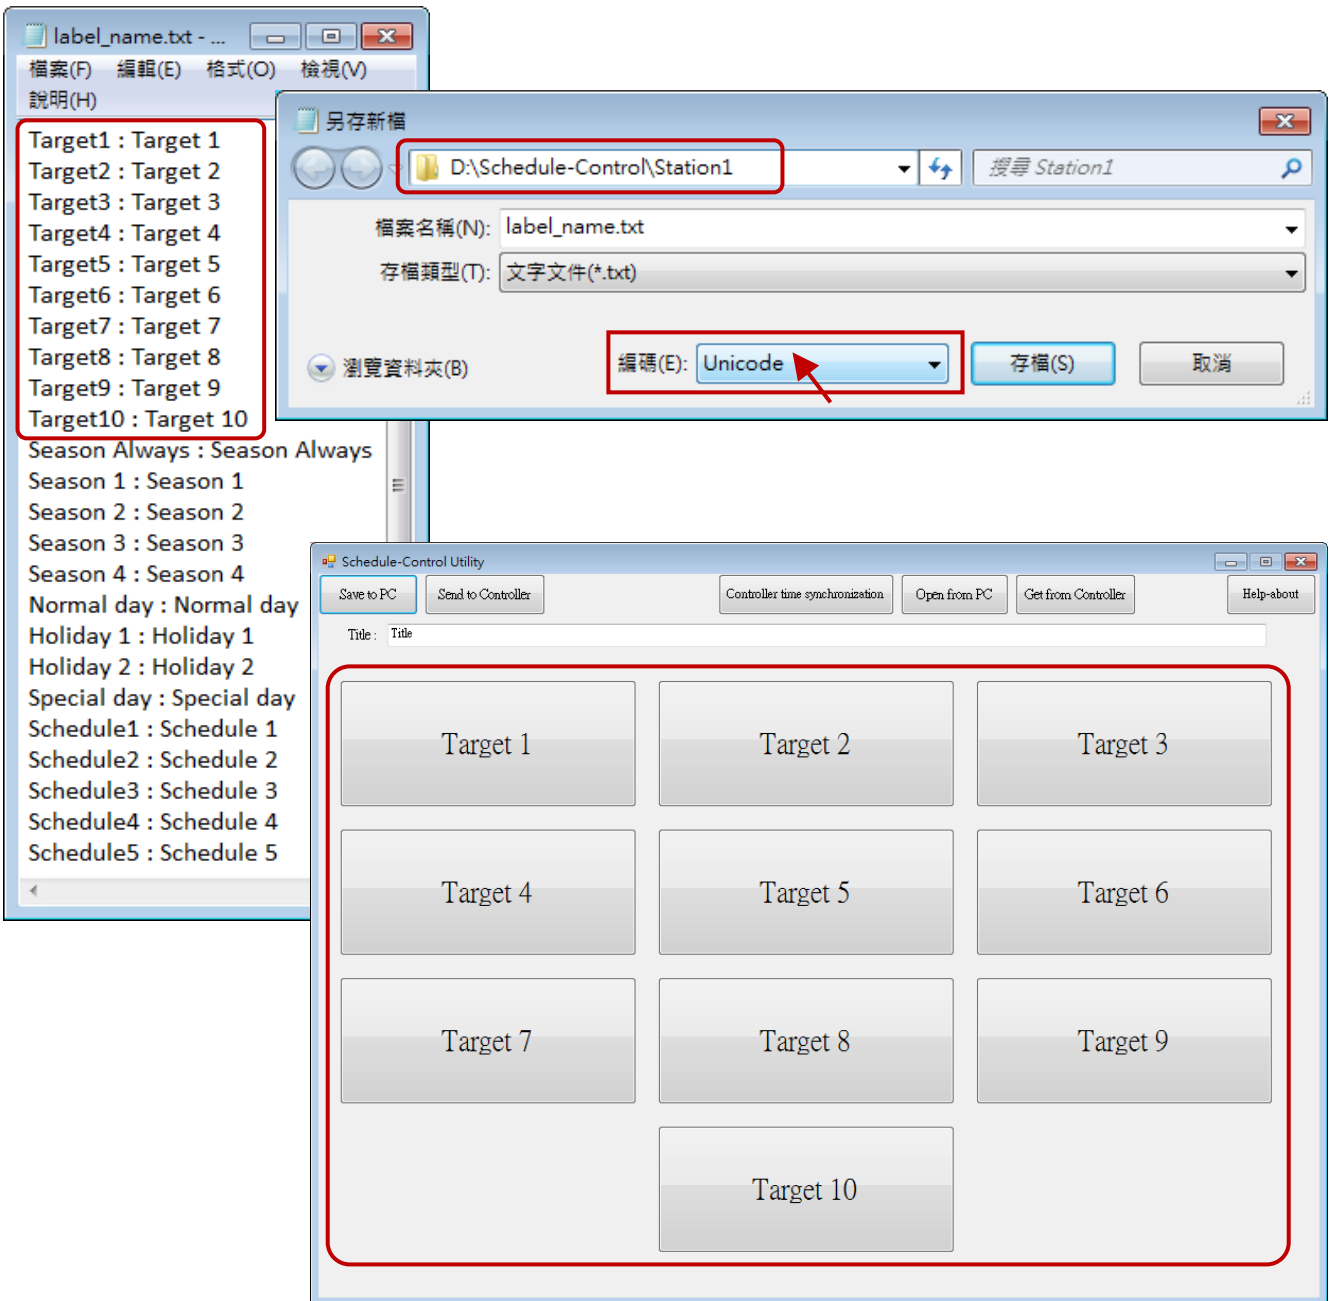 label_name.txt - ...
檔案(F) 編輯(E) 格式(O) 檢視(V)
說明(H)
Target1 : Target 1
Target2 : Target 2
Target3 : Target 3
Target4 : Target 4
Target5 : Target 5
Target6 : Target 6
Target7 : Target 7
Target8 : Target 8
Target9 : Target 9
Target10 : Target 10
Season Always : Season Always
Season 1 : Season 1
Season 2 : Season 2
Season 3 : Season 3
Season 4 : Season 4
Normal day : Normal day
Holiday 1 : Holiday 1
Holiday 2 : Holiday 2
Special day : Special day
Schedule1 : Schedule 1
Schedule2 : Schedule 2
Schedule3 : Schedule 3
Schedule4 : Schedule 4
Schedule5 : Schedule 5
另存新檔
D:\Schedule-Control\Station1
搜尋 Station1
檔案名稱(N): label_name.txt
存檔類型(T): 文字文件(*.txt)
瀏覽資料夾(B)
編碼(E): Unicode
存檔(S)
取消
Schedule-Control Utility
Save to PC
Send to Controller
Controller time synchronization
Open from PC
Get from Controller
Help-about
Title : Title
Target 1
Target 2
Target 3
Target 4
Target 5
Target 6
Target 7
Target 8
Target 9
Target 10